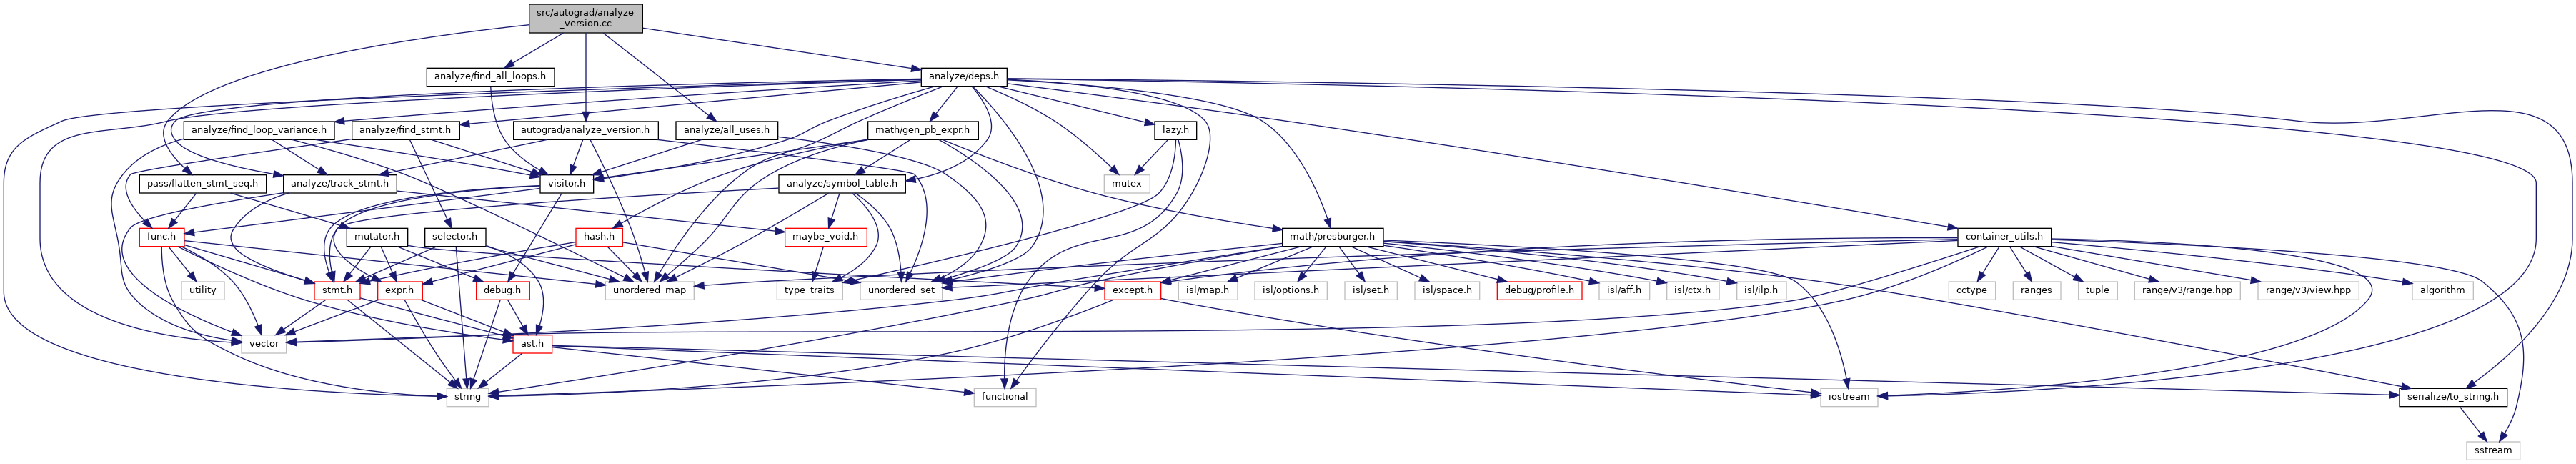 src/autograd/analyze
_version.cc
analyze/find_all_loops.h
analyze/deps.h
analyze/find_loop_variance.h
analyze/find_stmt.h
autograd/analyze_version.h
analyze/all_uses.h
math/gen_pb_expr.h
lazy.h
pass/flatten_stmt_seq.h
analyze/track_stmt.h
visitor.h
analyze/symbol_table.h
mutex
func.h
mutator.h
selector.h
hash.h
maybe_void.h
math/presburger.h
container_utils.h
utility
stmt.h
expr.h
debug.h
unordered_map
type_traits
unordered_set
except.h
isl/map.h
isl/options.h
isl/set.h
isl/space.h
debug/profile.h
isl/aff.h
isl/ctx.h
isl/ilp.h
cctype
ranges
tuple
range/v3/range.hpp
range/v3/view.hpp
algorithm
vector
ast.h
string
functional
iostream
serialize/to_string.h
sstream